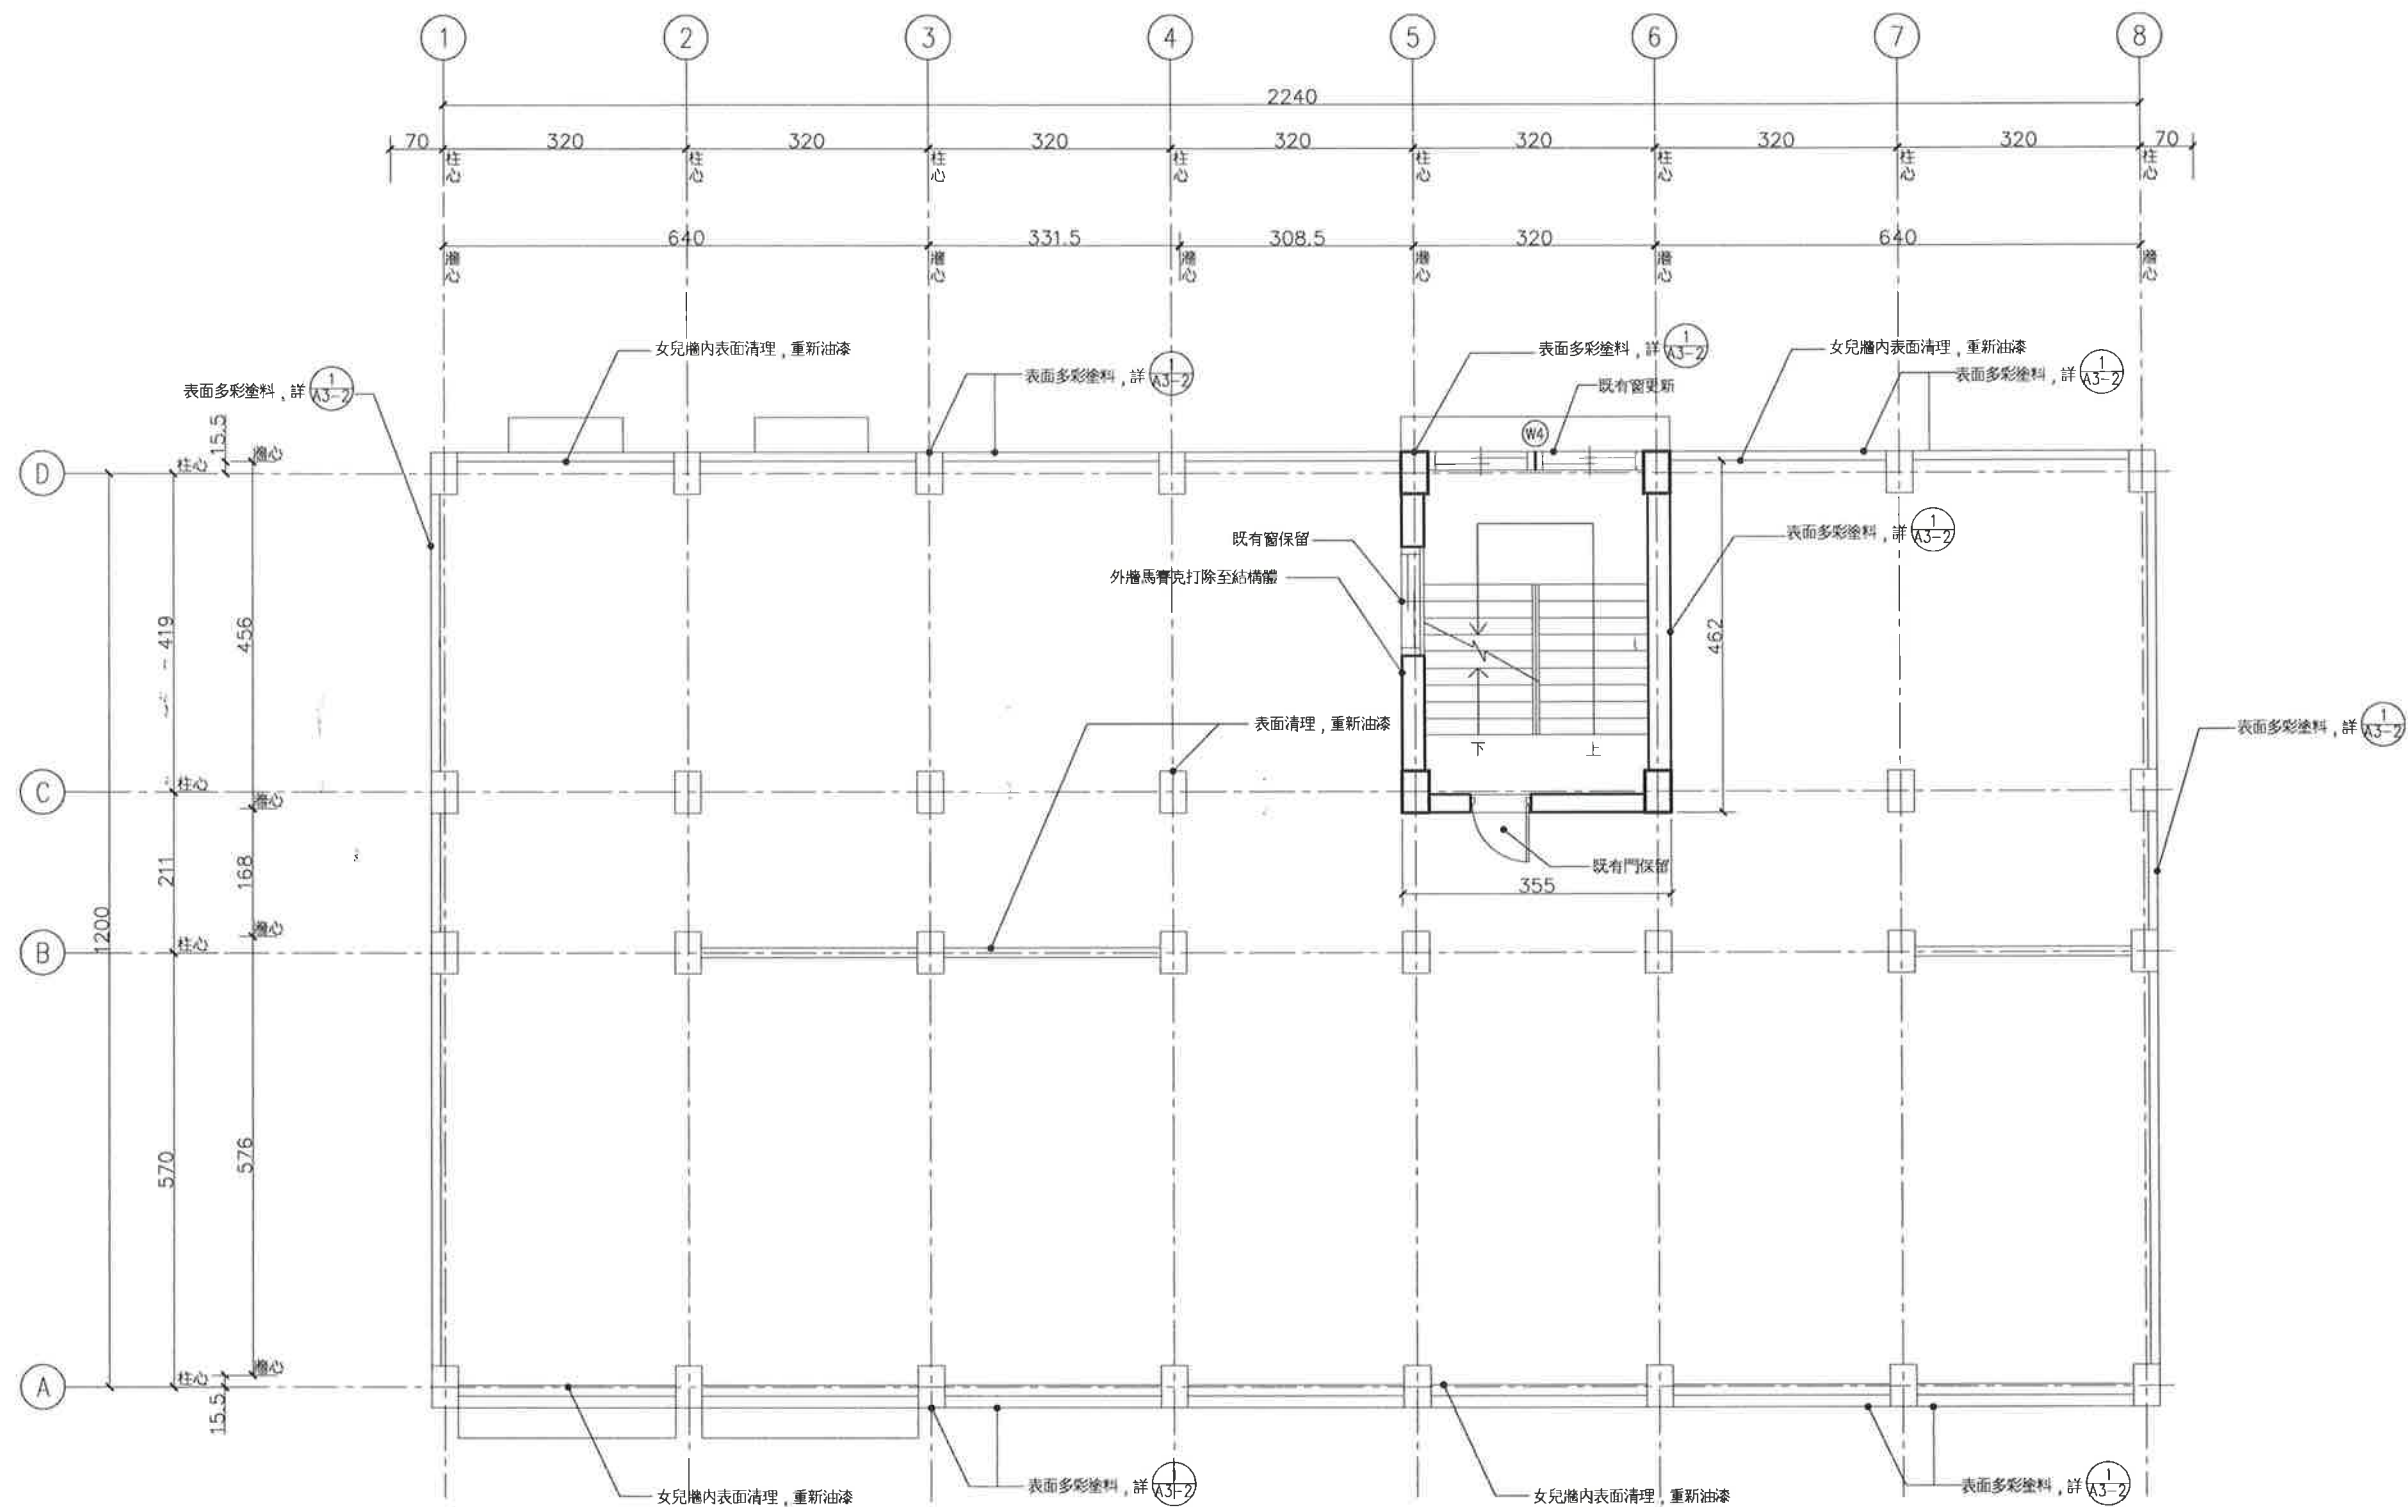 1 2 3 4 5 6 7 8
2240
70 320 320 320 320 320 320 320 70
柱心 柱心 柱心 柱心 柱心 柱心 柱心 柱心
640 331.5 308.5 320 640
牆心 牆心 牆心 牆心 牆心 牆心
女兒牆內表面清理，重新油漆
表面多彩塗料，詳 1 A3-2
女兒牆內表面清理，重新油漆
表面多彩塗料，詳 1 A3-2
表面多彩塗料，詳 1 A3-2
既有窗更新
表面多彩塗料，詳 1 A3-2
15.5
W4
牆心
D
柱心
既有窗保留
表面多彩塗料，詳 1 A3-2
外牆馬賽克打除至結構體
419
456
462
表面清理，重新油漆
表面多彩塗料，詳 1 A3-2
下 上
C
柱心
牆心
211
168
既有門保留
355
1200
牆心
B
柱心
570
576
牆心
A
柱心
15.5
表面多彩塗料，詳 1 A3-2
表面多彩塗料，詳 1 A3-2
女兒牆內表面清理，重新油漆
女兒牆內表面清理，重新油漆